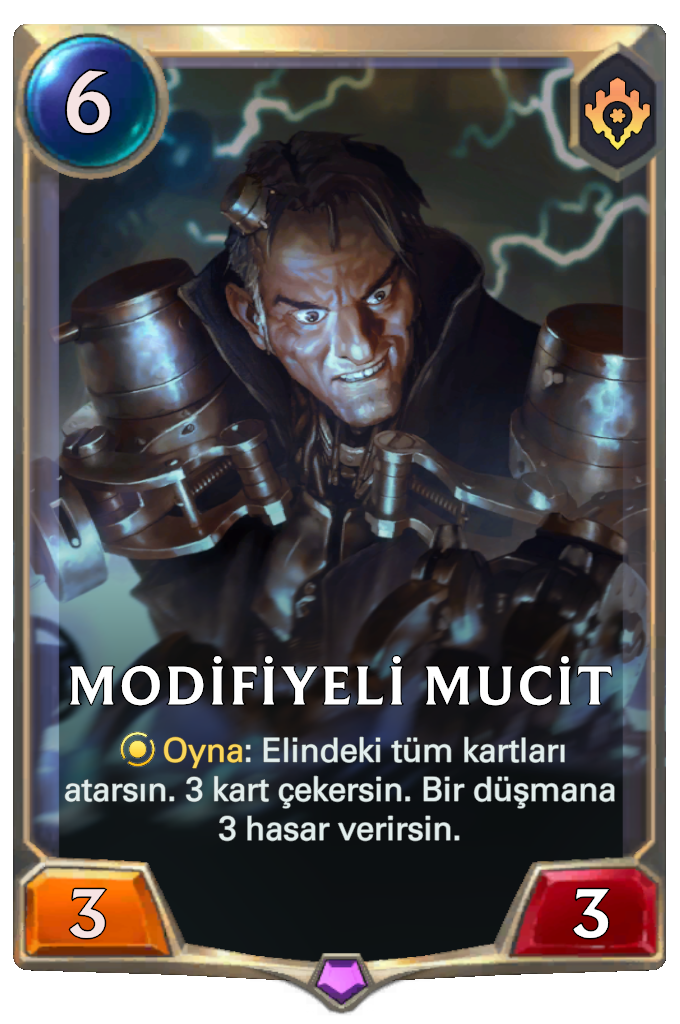 6
MODİFİYELİ MUCİT
Oyna: Elindeki tüm kartları
atarsın. 3 kart çekersin. Bir düşmana
3 hasar verirsin.
3
3